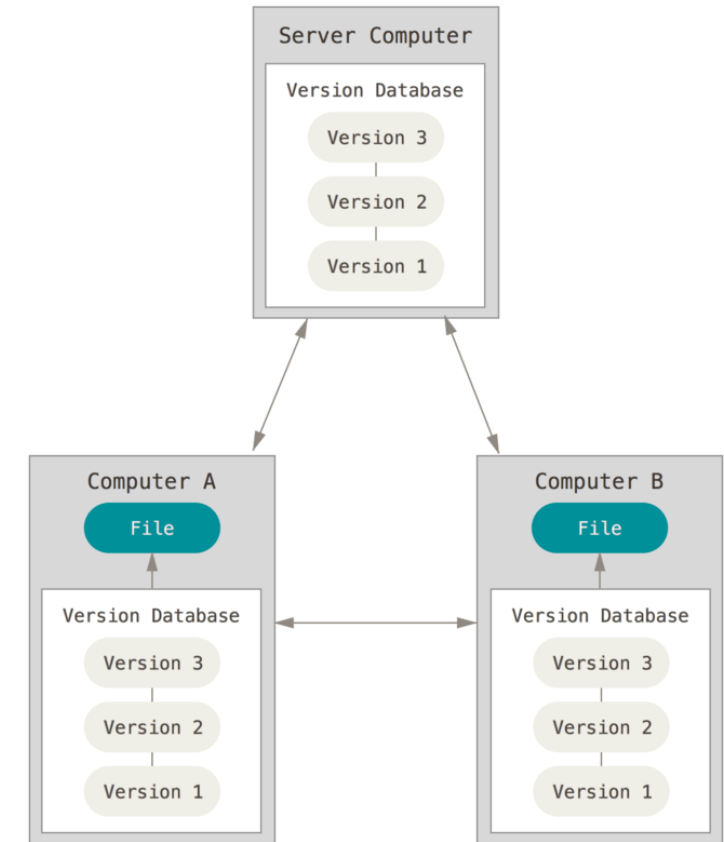 Server Computer
Version Database
Version 3
Version 2
Version 1
Computer A
File
Version Database
Version 3
Version 2
Version 1
Computer B
File
Version Database
Version 3
Version 2
Version 1